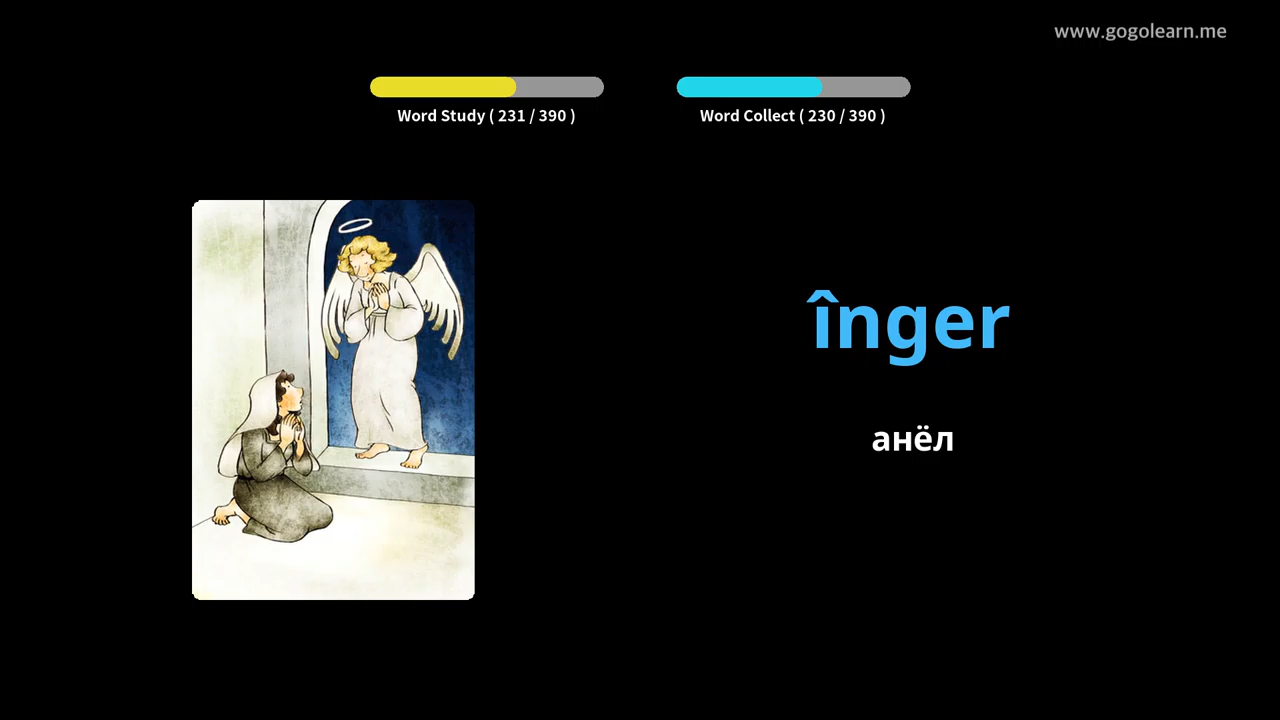 www.gogolearn.me
Word Study ( 231 / 390 )
Word Collect ( 230 / 390 )
înger
анёл